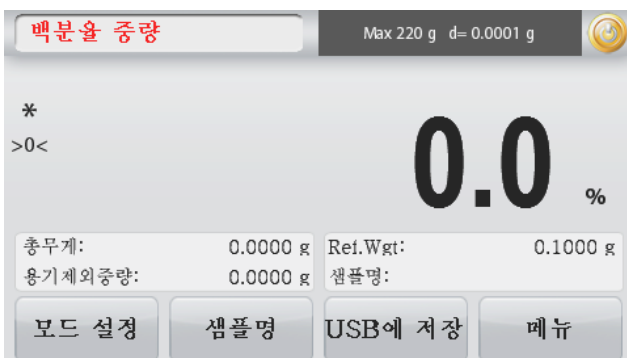 백분율 중량
Max 220 g d= 0.0001 g
*
>0<
0.0 %
총무게: 0.0000 g Ref.Wgt: 0.1000 g
용기제외중량: 0.0000 g 샘플명:
모드 설정 샘플명 USB에 저장 메뉴